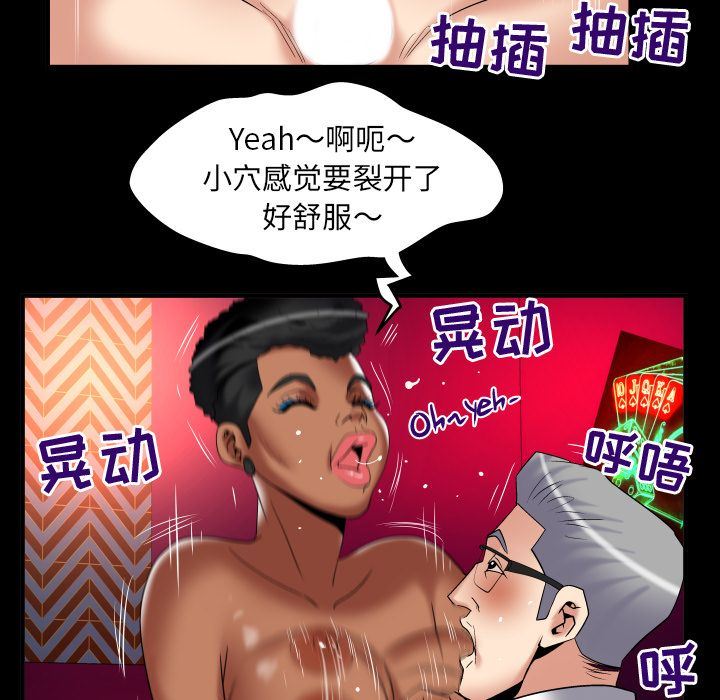 抽插
抽插
Yeah～啊呃～
小穴感觉要裂开了
好舒服～
晃动
Oh~yeh~
晃动
呼唔
J Q K A
呼